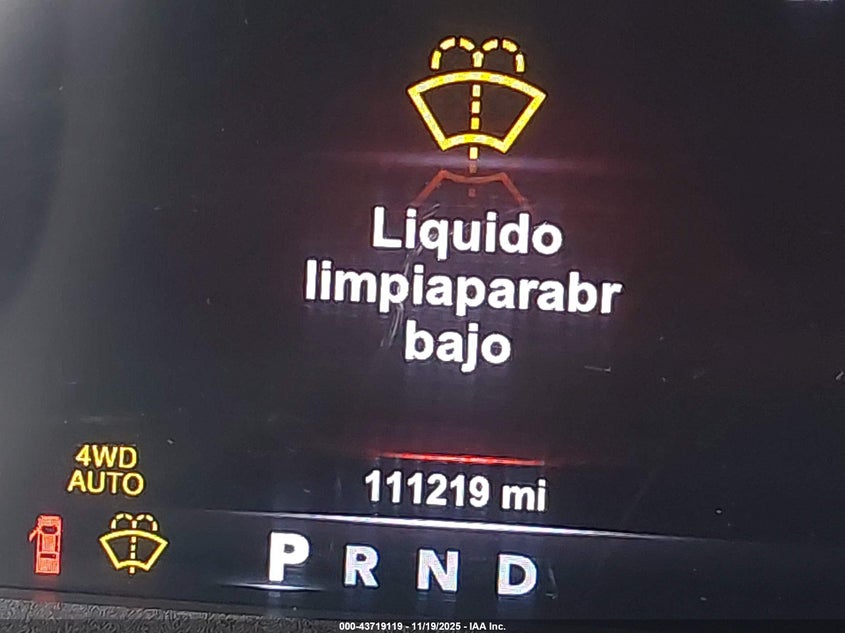 Liquido
limpiaparabr
bajo
4WD
AUTO
111219 mi
P R N D
000-43719119 - 11/19/2025 - IAA Inc.